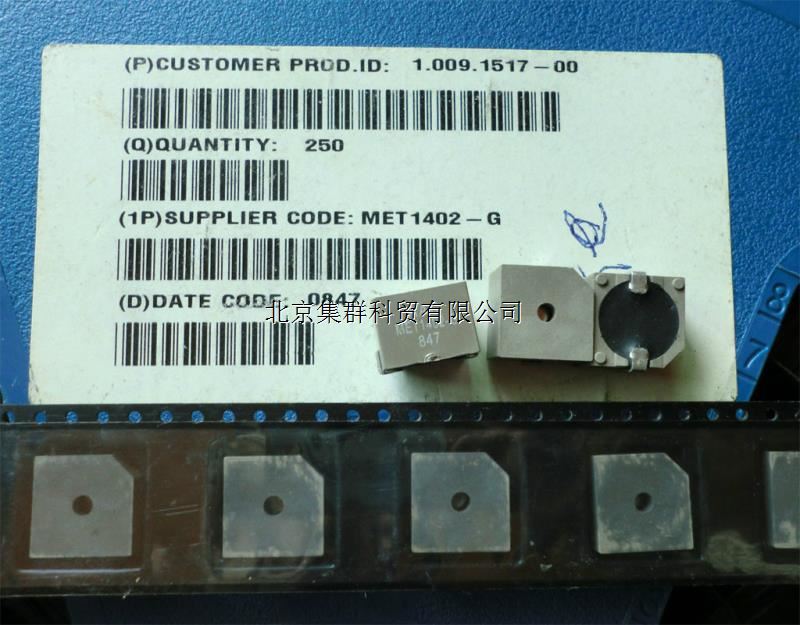 (P)CUSTOMER PROD.ID: 1.009.1517-00
(Q)QUANTITY: 250
(1P)SUPPLIER CODE: MET1402-G
(D)DATE CODE: 0847
北京集群科贸有限公司
847